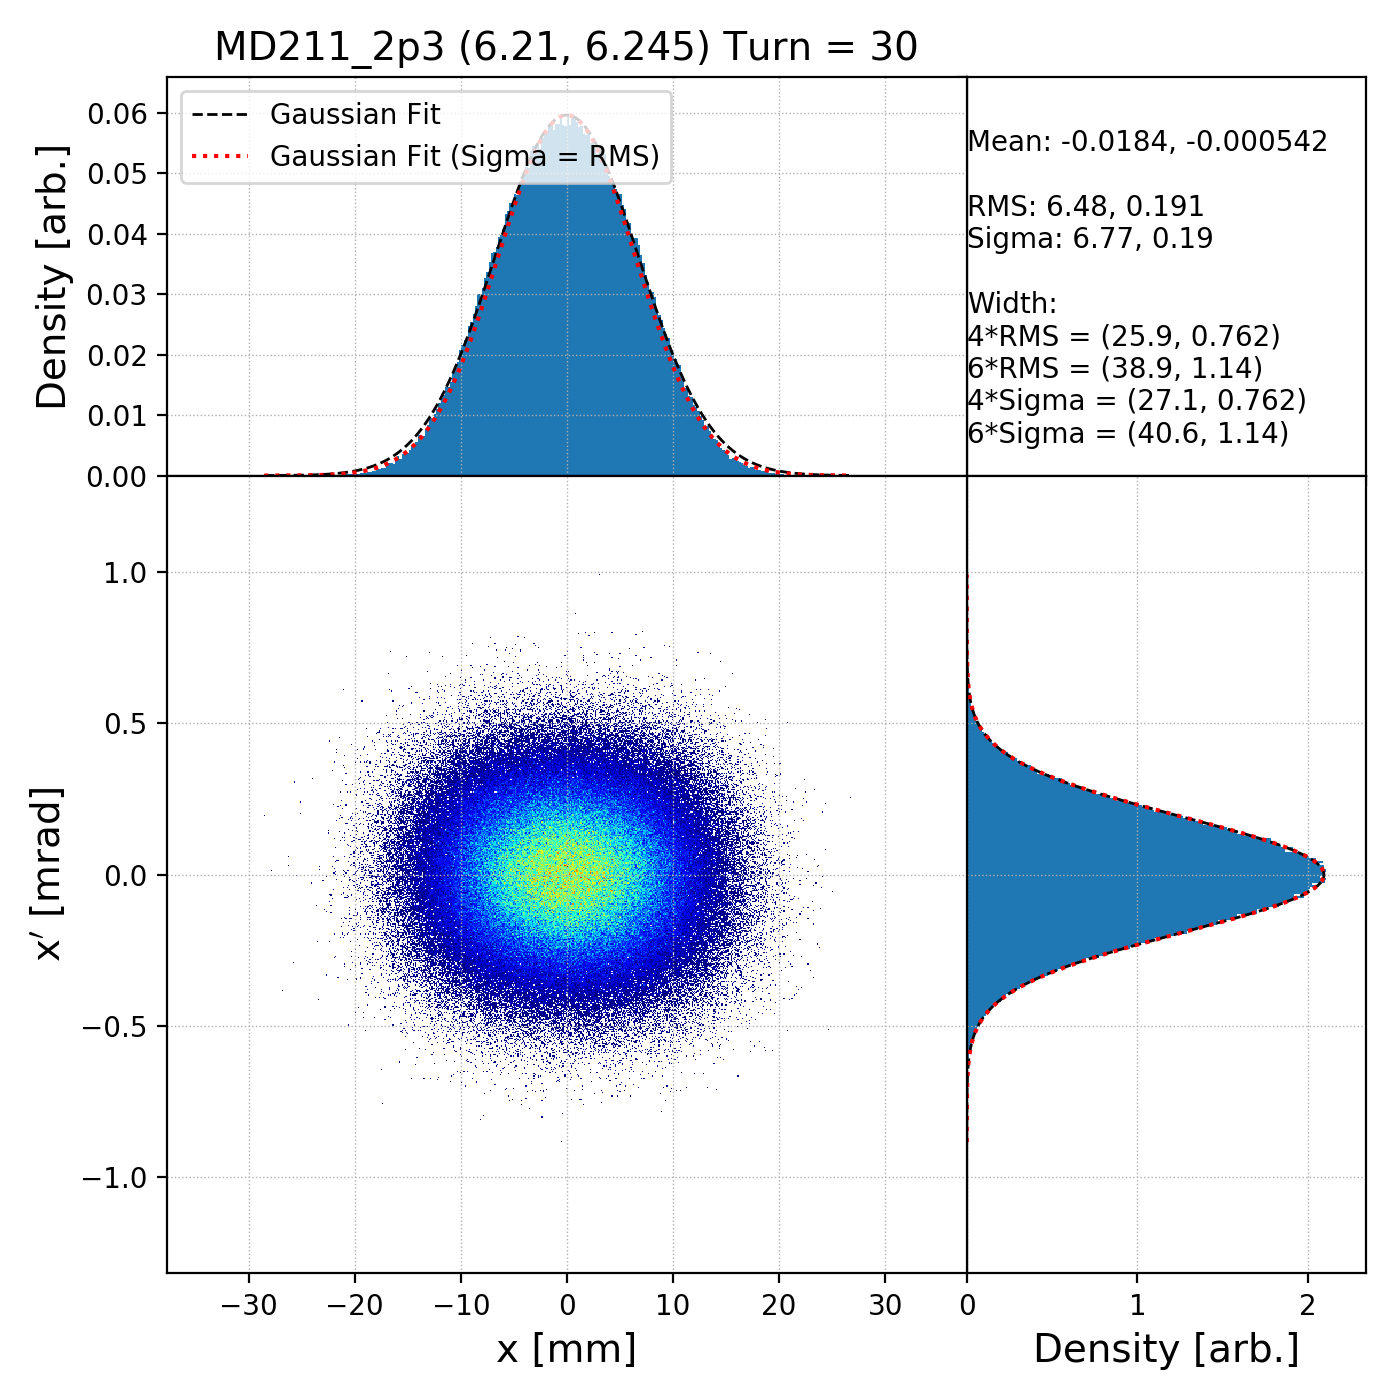 MD211_2p3 (6.21, 6.245) Turn = 30
Gaussian Fit
Gaussian Fit (Sigma = RMS)
Density [arb.]
0.06
0.05
0.04
0.03
0.02
0.01
0.00
Mean: -0.0184, -0.000542
RMS: 6.48, 0.191
Sigma: 6.77, 0.19
Width:
4*RMS = (25.9, 0.762)
6*RMS = (38.9, 1.14)
4*Sigma = (27.1, 0.762)
6*Sigma = (40.6, 1.14)
x′ [mrad]
1.0
0.5
0.0
−0.5
−1.0
−30 −20 −10 0 10 20 30
x [mm]
0 1 2
Density [arb.]